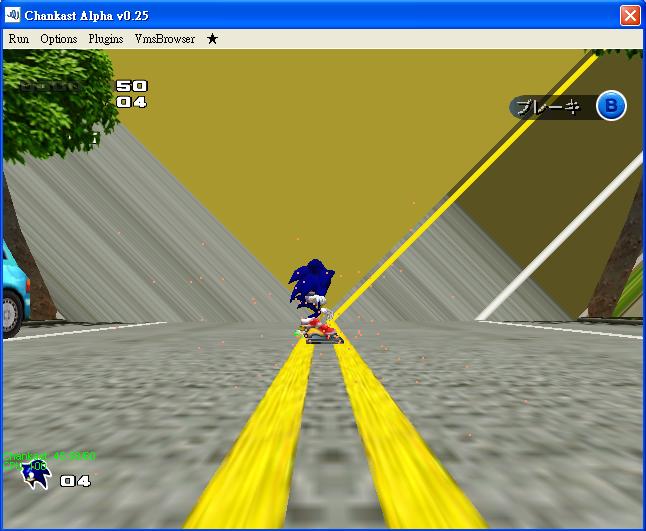 Chankast Alpha v0.25
Run Options Plugins VmsBrowser ★
50
04
ブレーキ B
04